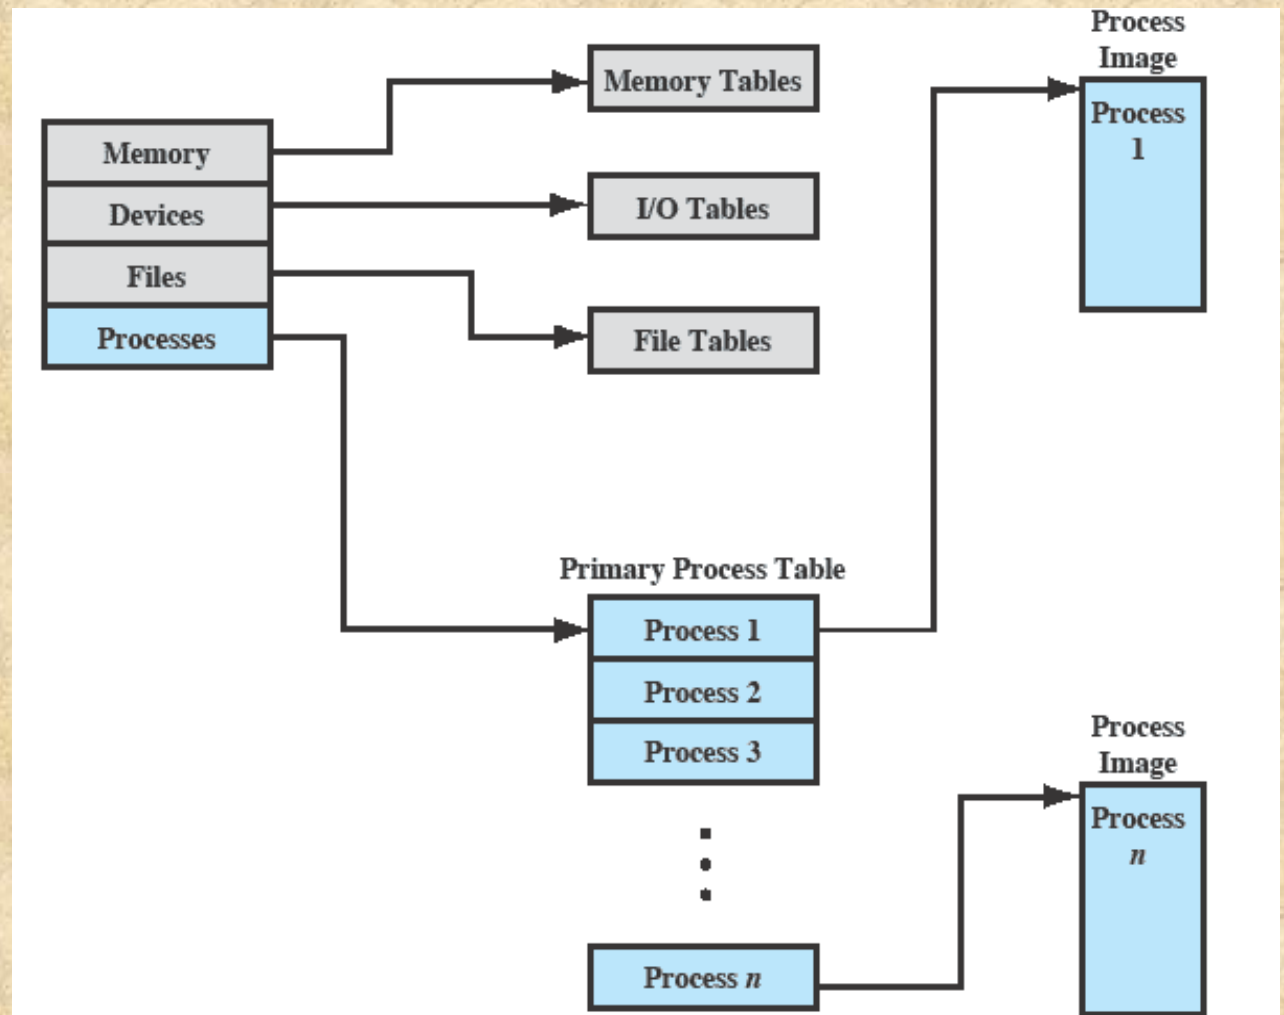 Memory
Devices
Files
Processes
Memory Tables
I/O Tables
File Tables
Primary Process Table
Process 1
Process 2
Process 3
Process n
Process
Image
Process
1
Process
Image
Process
n